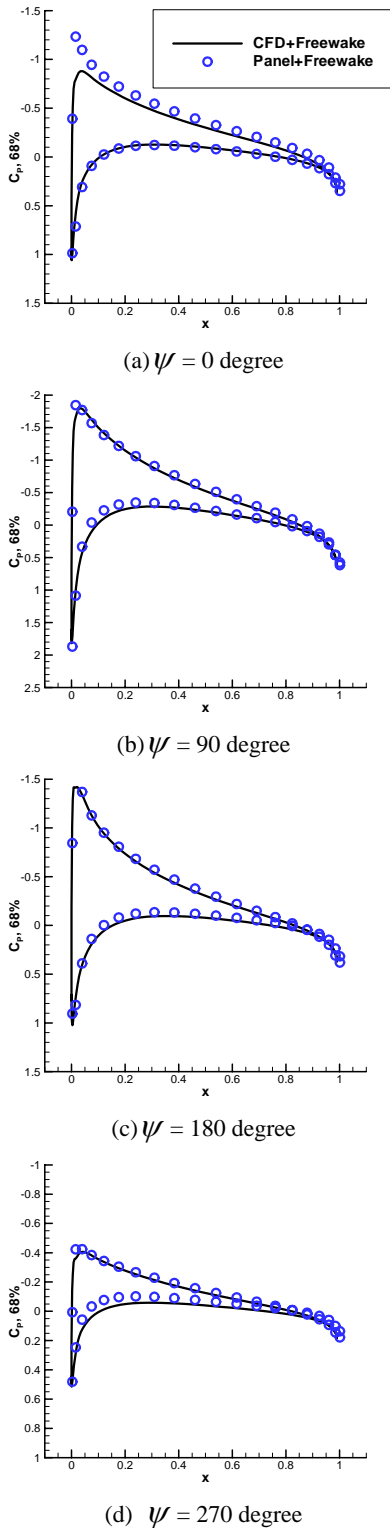 -1.5
-1
-0.5
0
0.5
1
1.5
C_P, 68%
CFD+Freewake
Panel+Freewake
0 0.2 0.4 0.6 0.8 1
x
(a) ψ = 0 degree
-2
-1.5
-1
-0.5
0
0.5
1
1.5
2
2.5
C_P, 68%
0 0.2 0.4 0.6 0.8 1
x
(b) ψ = 90 degree
-1.5
-1
-0.5
0
0.5
1
1.5
C_P, 68%
0 0.2 0.4 0.6 0.8 1
x
(c) ψ = 180 degree
-1
-0.8
-0.6
-0.4
-0.2
0
0.2
0.4
0.6
0.8
1
C_P, 68%
0 0.2 0.4 0.6 0.8 1
x
(d) ψ = 270 degree